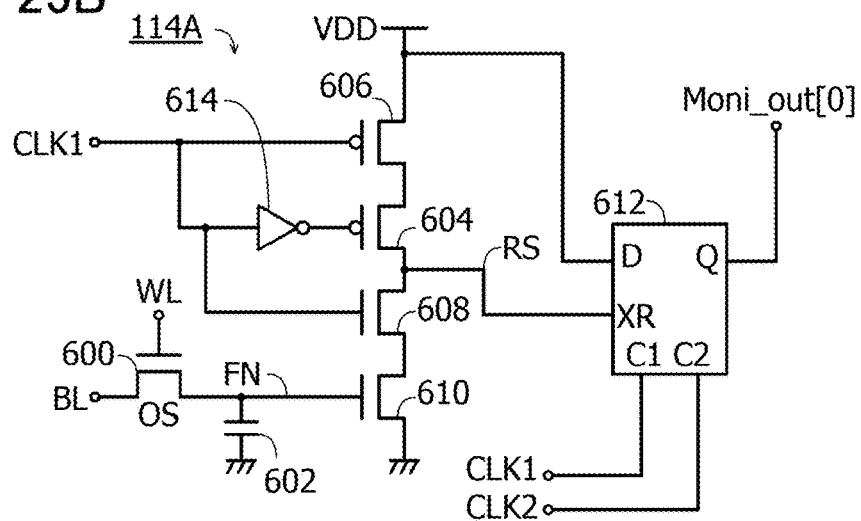 23B
114A
VDD
606
614
Moni_out[0]
CLK1
612
604
RS
D Q
WL
608
XR
600
C1 C2
FN
BL
610
OS
602
CLK1
CLK2